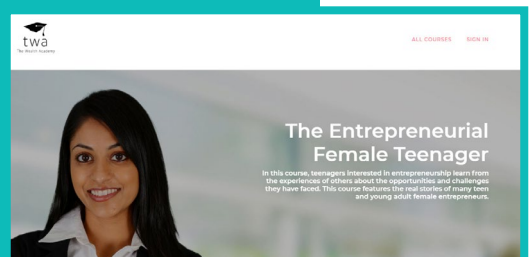 twa
The Wealth Academy
ALL COURSES SIGN IN
The Entrepreneurial
Female Teenager
In this course, teenagers interested in entrepreneurship learn from
the experiences of others about the opportunities and challenges
they have faced. This course features the real stories of many teen
and young adult female entrepreneurs.